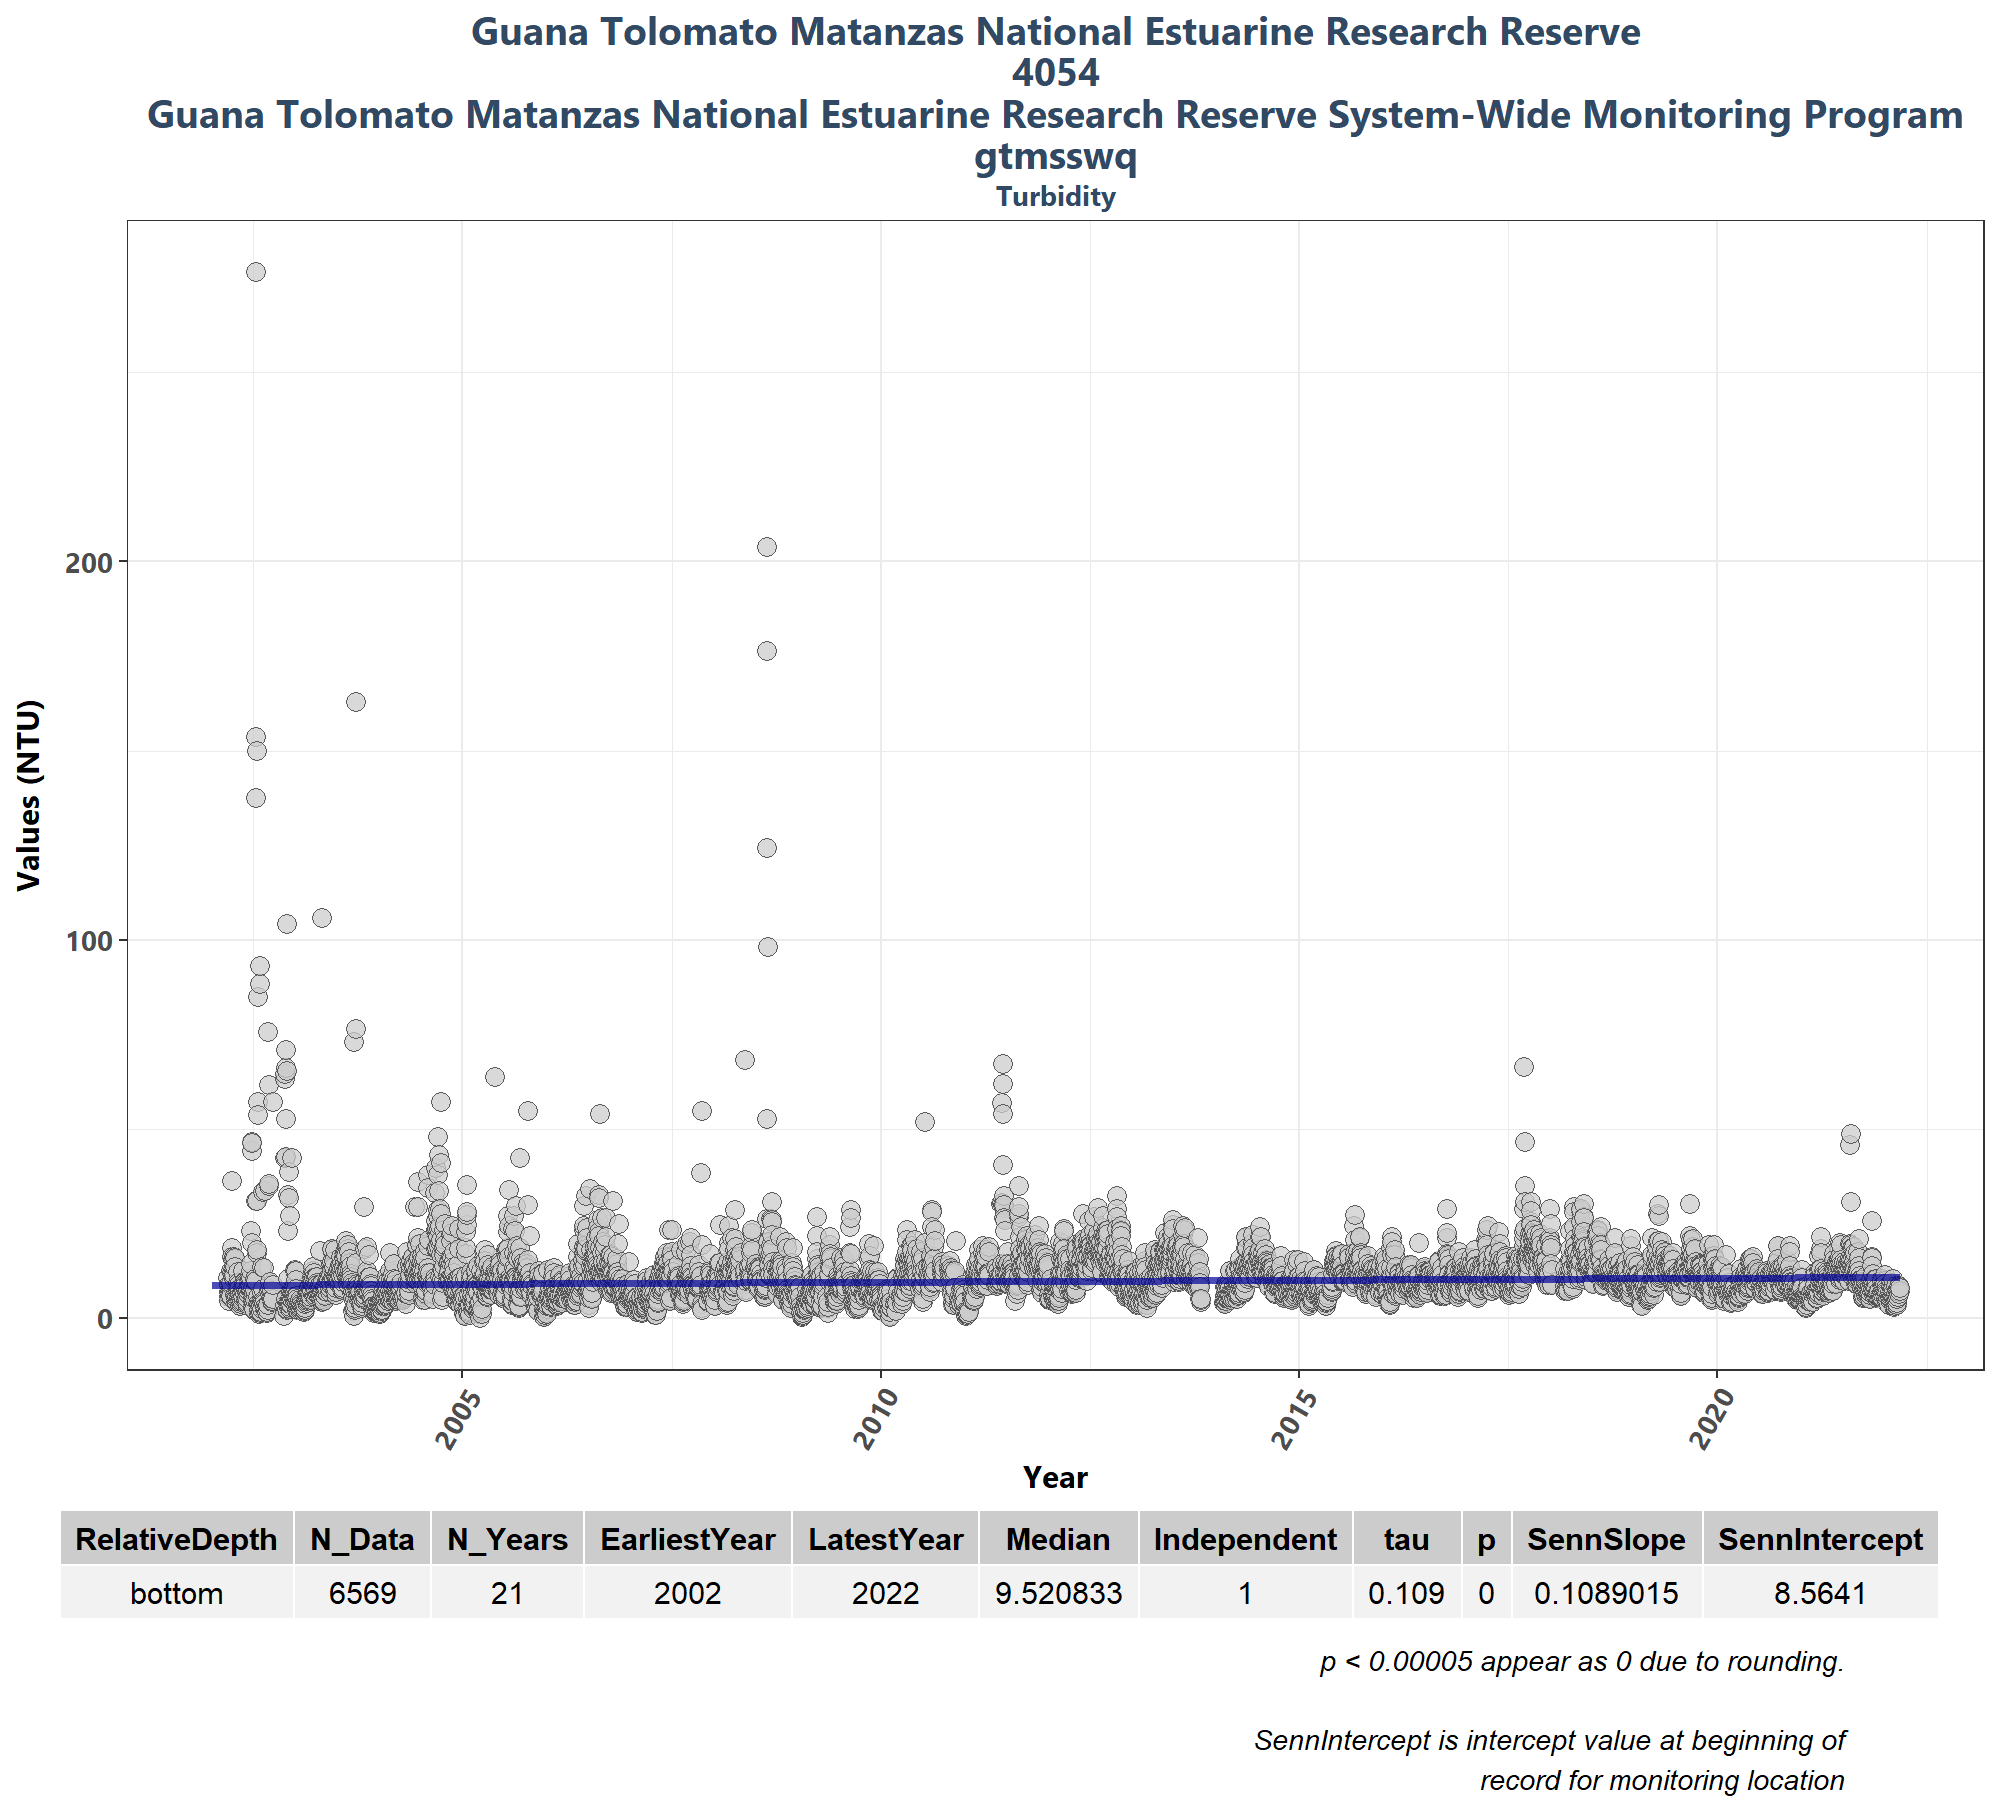 Guana Tolomato Matanzas National Estuarine Research Reserve
4054
Guana Tolomato Matanzas National Estuarine Research Reserve System-Wide Monitoring Program
gtmsswq
Turbidity
Values (NTU)
200
100
0
2005 2010 2015 2020
Year
RelativeDepth N_Data N_Years EarliestYear LatestYear Median Independent tau p SennSlope SennIntercept
bottom 6569 21 2002 2022 9.520833 1 0.109 0 0.1089015 8.5641
p < 0.00005 appear as 0 due to rounding.
SennIntercept is intercept value at beginning of
record for monitoring location